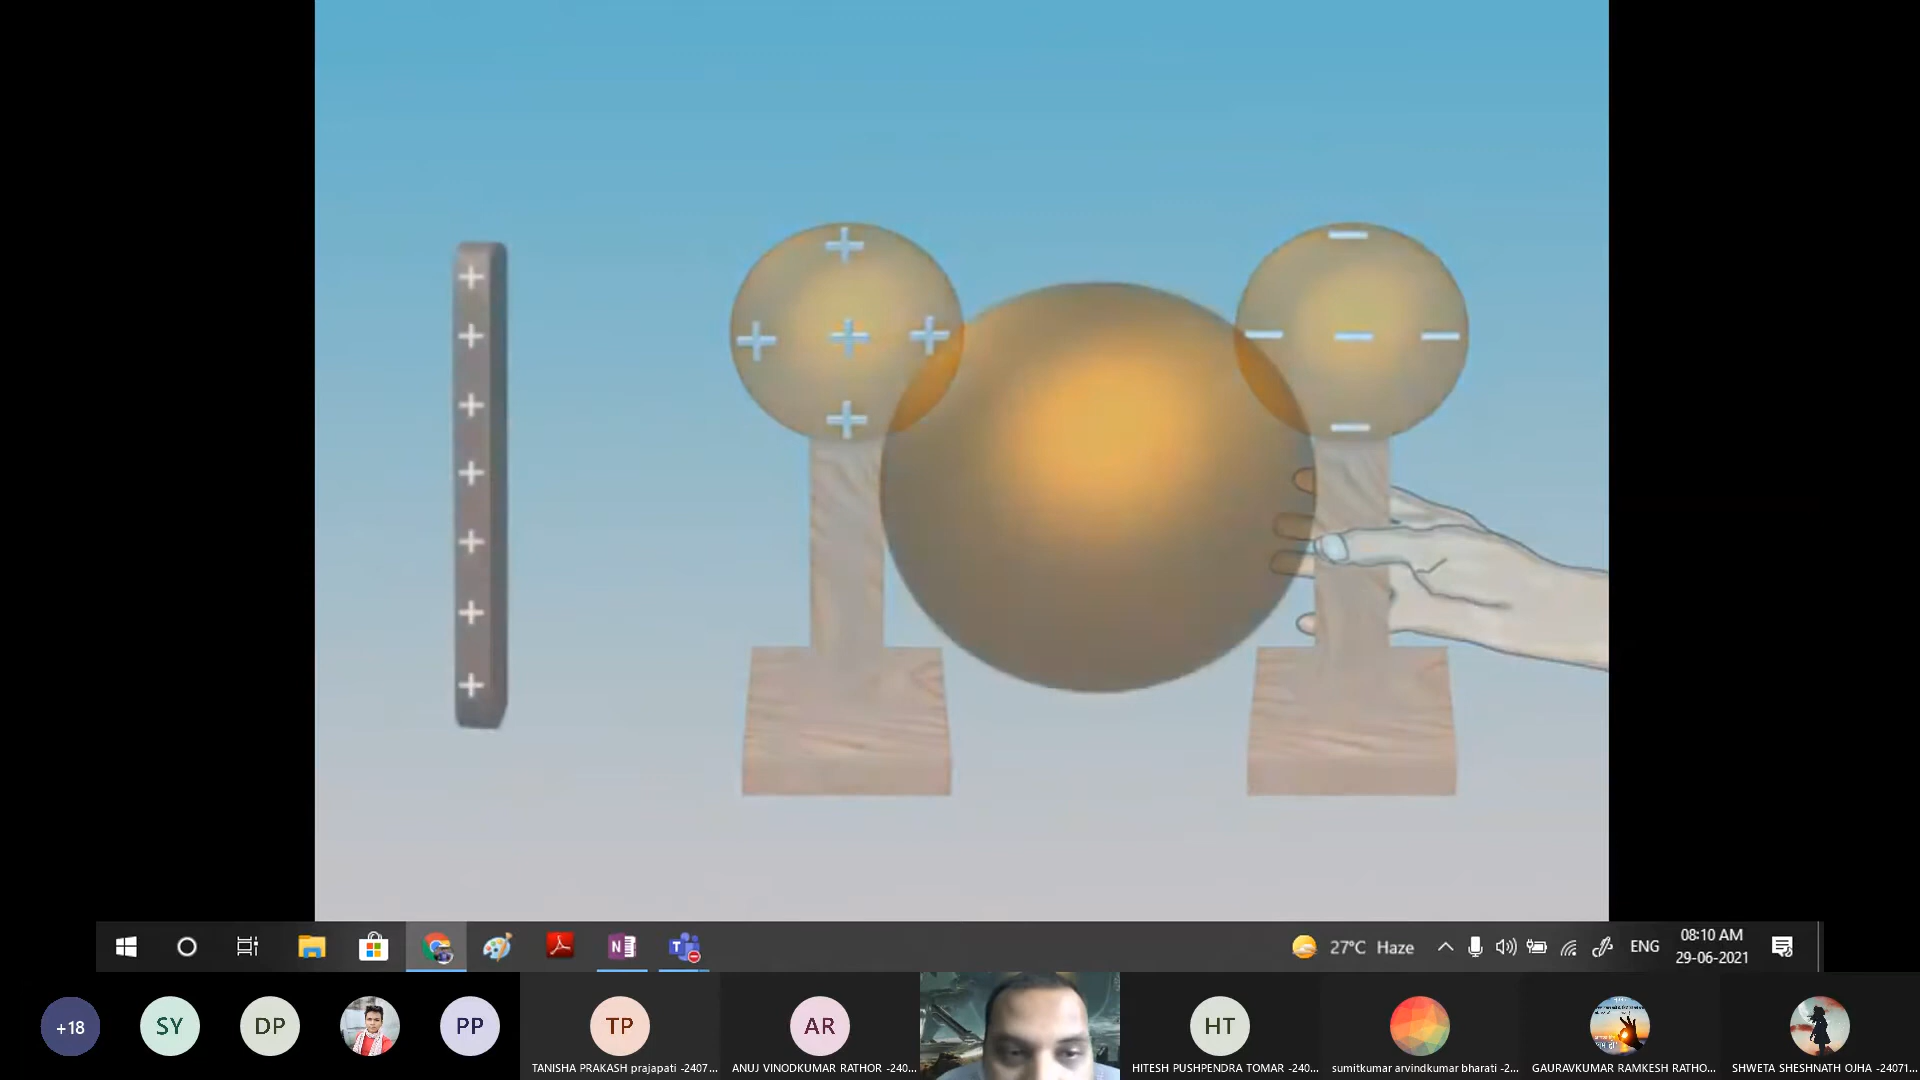 +
+
+
+
+
+
+
+
+ + +
+
—
— — —
—
27°C Haze
ENG
08:10 AM
29-06-2021
N
T
+18
SY
DP
PP
TP
AR
HT
TANISHA PRAKASH prajapati -2407...
ANUJ VINODKUMAR RATHOR -240...
HITESH PUSHPENDRA TOMAR -240...
sumitkumar arvindkumar bharati -2...
GAURAVKUMAR RAMKESH RATHO...
SHWETA SHESHNATH OJHA -24071...